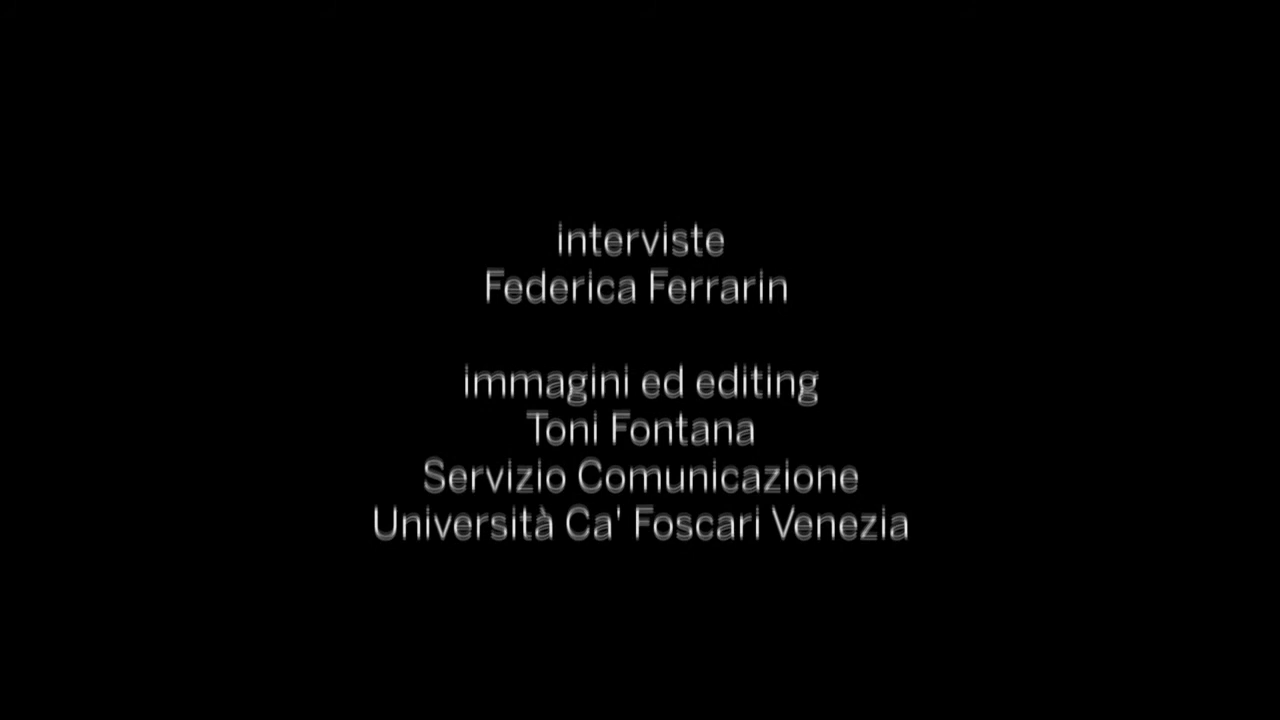 interviste
Federica Ferrarin
immagini ed editing
Toni Fontana
Servizio Comunicazione
Università Ca' Foscari Venezia